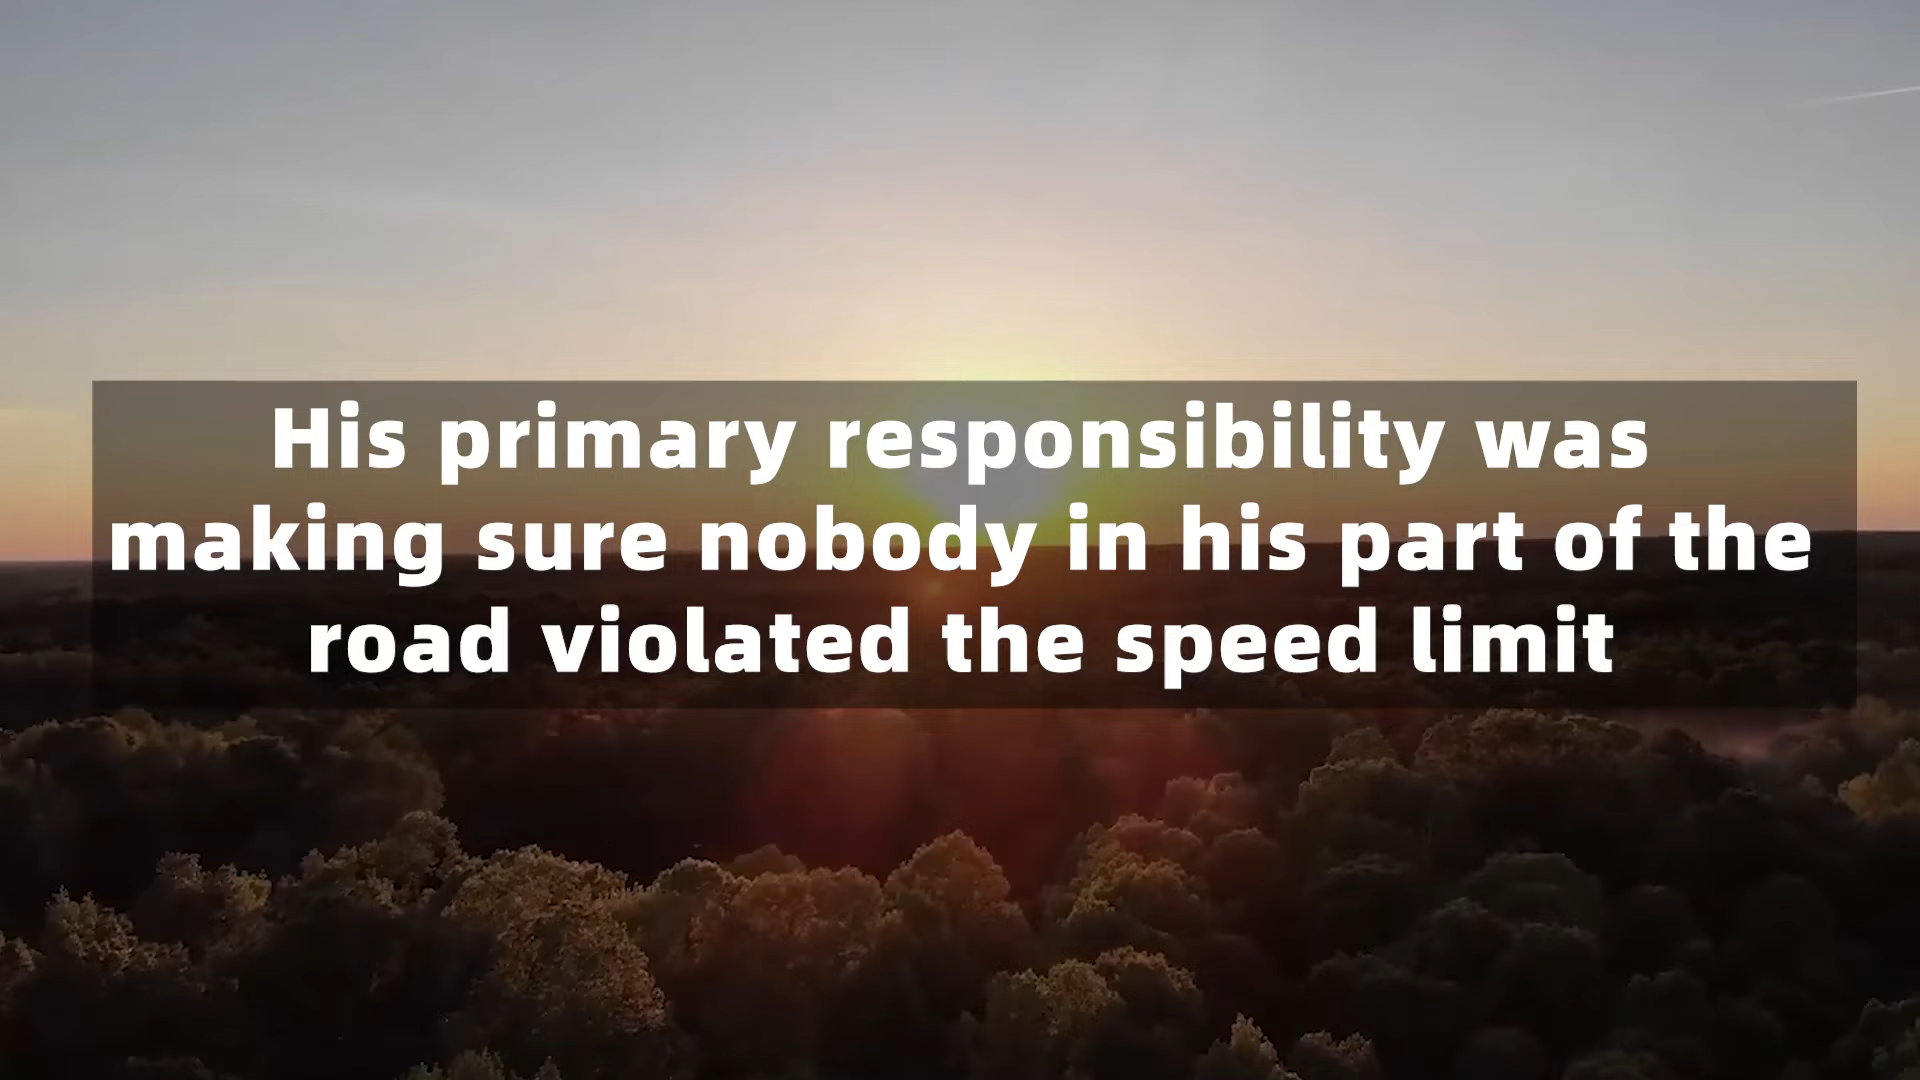 His primary responsibility was
making sure nobody in his part of the
road violated the speed limit